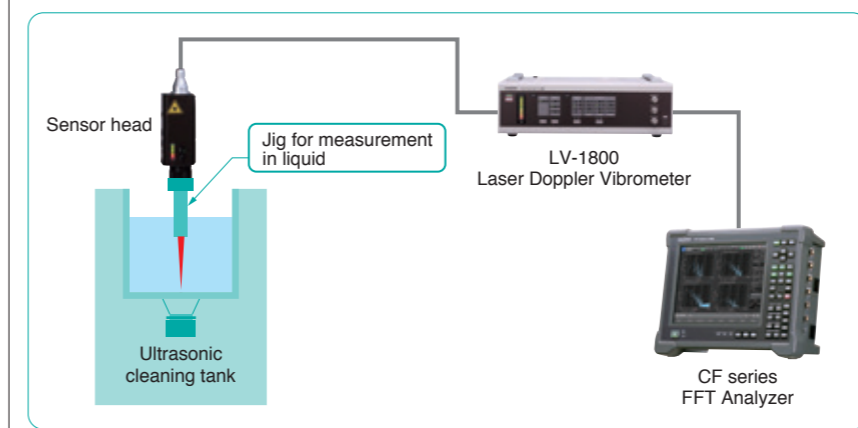 Sensor head
Jig for measurement
in liquid
LV-1800
Laser Doppler Vibrometer
Ultrasonic
cleaning tank
CF series
FFT Analyzer